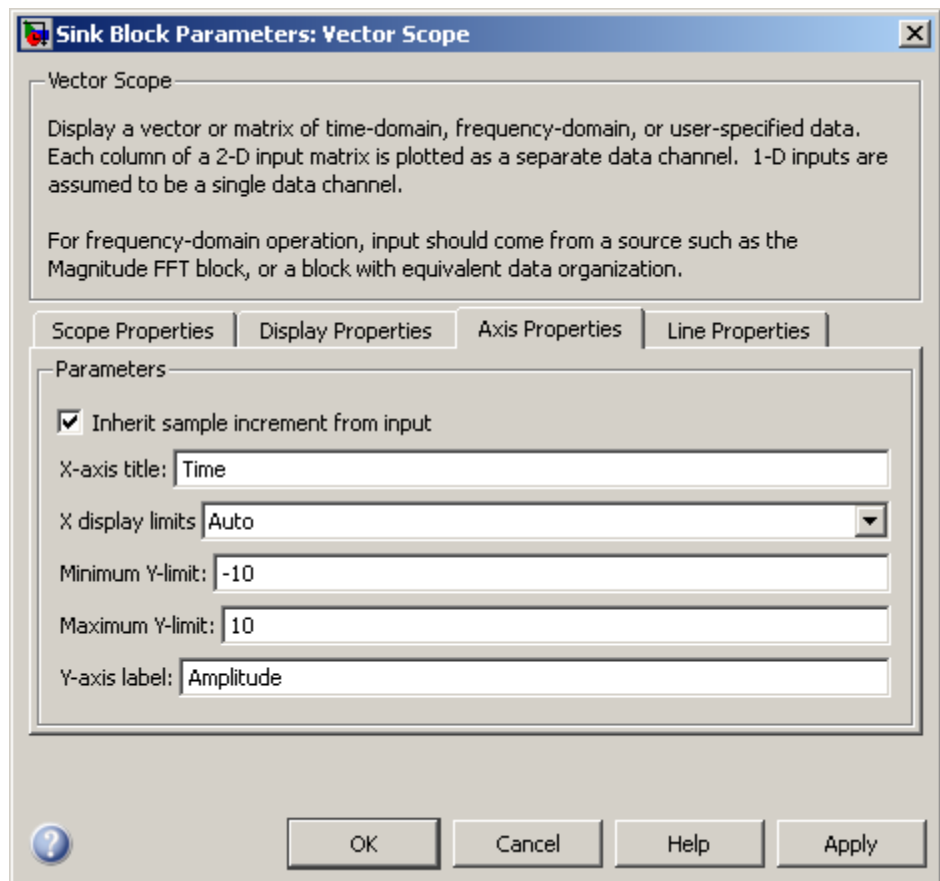 Sink Block Parameters: Vector Scope
Vector Scope
Display a vector or matrix of time-domain, frequency-domain, or user-specified data.
Each column of a 2-D input matrix is plotted as a separate data channel.  1-D inputs are
assumed to be a single data channel.
For frequency-domain operation, input should come from a source such as the
Magnitude FFT block, or a block with equivalent data organization.
Scope Properties Display Properties Axis Properties Line Properties
Parameters
Inherit sample increment from input
X-axis title: Time
X display limits Auto
Minimum Y-limit: -10
Maximum Y-limit: 10
Y-axis label: Amplitude
? OK Cancel Help Apply